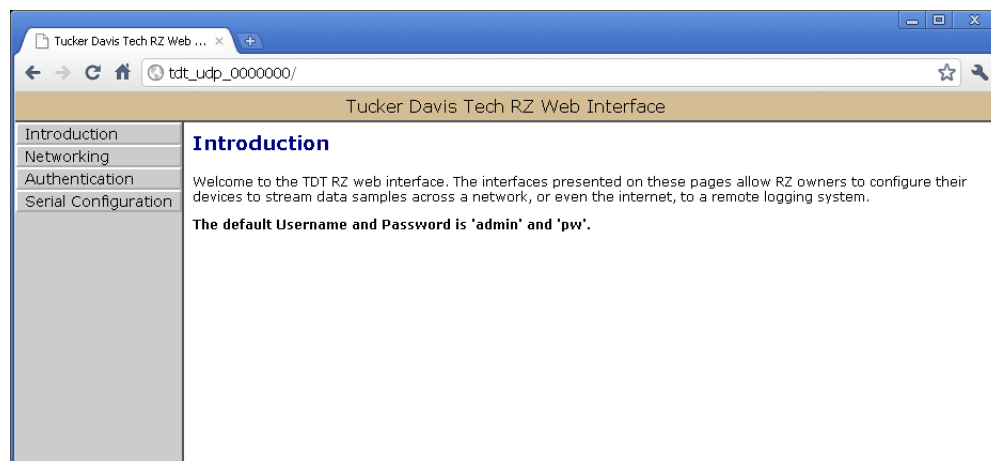 Tucker Davis Tech RZ Web ...
tdt_udp_0000000/
Tucker Davis Tech RZ Web Interface
Introduction
Networking
Authentication
Serial Configuration
Introduction
Welcome to the TDT RZ web interface. The interfaces presented on these pages allow RZ owners to configure their
devices to stream data samples across a network, or even the internet, to a remote logging system.
The default Username and Password is 'admin' and 'pw'.